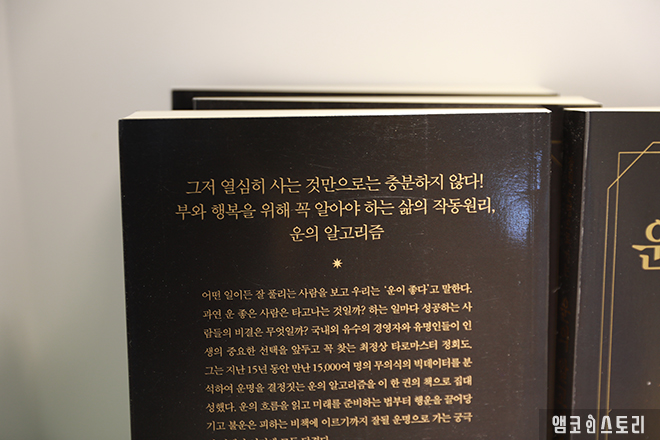 그저 열심히 사는 것만으로는 충분하지 않다!
부와 행복을 위해 꼭 알아야 하는 삶의 작동원리,
운의 알고리즘
어떤 일이든 잘 풀리는 사람을 보고 우리는 '운이 좋다'고 말한다.
과연 운 좋은 사람은 타고나는 것일까? 하는 일마다 성공하는 사
람들의 비결은 무엇일까? 국내외 유수의 경영자와 유명인들이 인
생의 중요한 선택을 앞두고 꼭 찾는 최정상 타로마스터 정회도.
그는 지난 15년 동안 만난 15,000여 명의 무의식의 빅데이터를 분
석하여 운명을 결정짓는 운의 알고리즘을 이 한 권의 책으로 집대
성했다. 운의 흐름을 읽고 미래를 준비하는 법부터 행운을 끌어당
기고 불운은 피하는 비책에 이르기까지 잘될 운명으로 가는 궁극
운
앰코인스토리